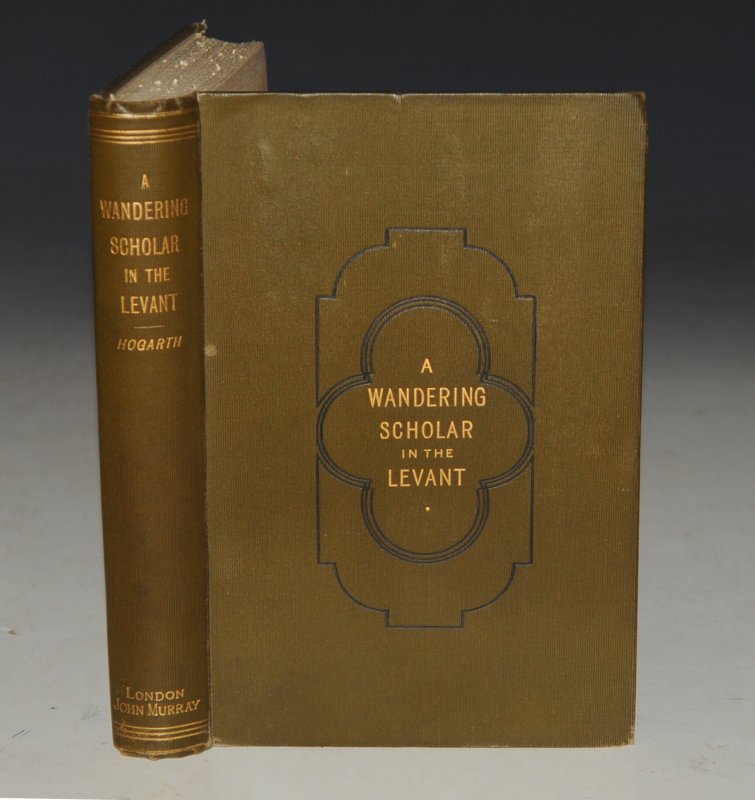 A
WANDERING
SCHOLAR
IN THE
LEVANT
HOGARTH
LONDON
JOHN MURRAY
A
WANDERING
SCHOLAR
IN THE
LEVANT